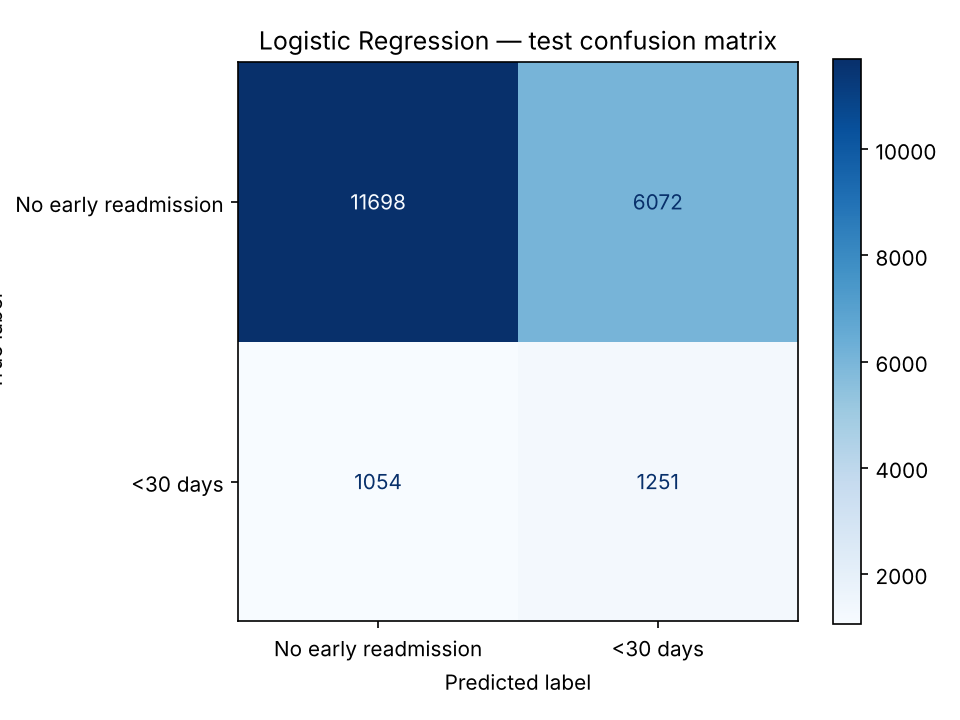 Logistic Regression — test confusion matrix
No early readmission
11698
6072
<30 days
1054
1251
No early readmission
<30 days
Predicted label
10000
8000
6000
4000
2000